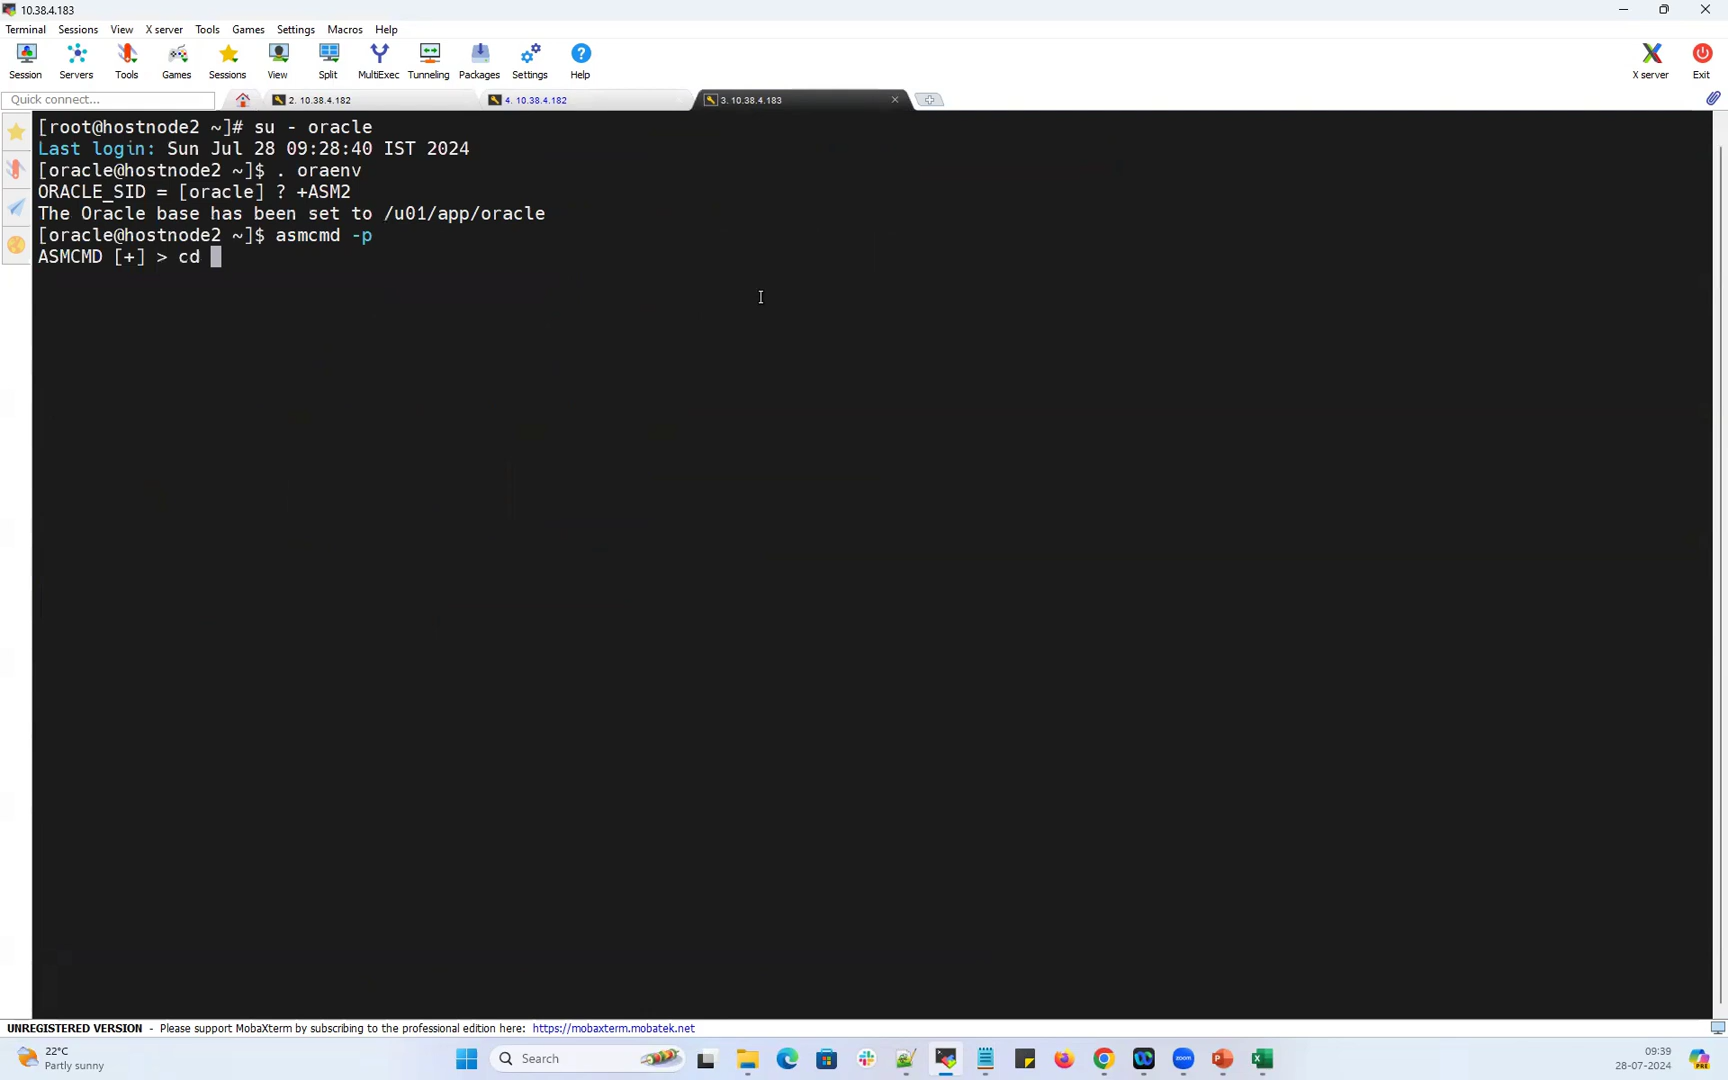 10.38.4.183
Terminal Sessions View X server Tools Games Settings Macros Help
Session Servers Tools Games Sessions View Split MultiExec Tunneling Packages Settings Help X server Exit
Quick connect... 2. 10.38.4.182 4. 10.38.4.182 3. 10.38.4.183
[root@hostnode2 ~]# su - oracle
Last login: Sun Jul 28 09:28:40 IST 2024
[oracle@hostnode2 ~]$ . oraenv
ORACLE_SID = [oracle] ? +ASM2
The Oracle base has been set to /u01/app/oracle
[oracle@hostnode2 ~]$ asmcmd -p
ASMCMD [+] > cd
UNREGISTERED VERSION - Please support MobaXterm by subscribing to the professional edition here: https://mobaxterm.mobatek.net
22°C
Partly sunny
Search
09:39
28-07-2024
PRE
zoom